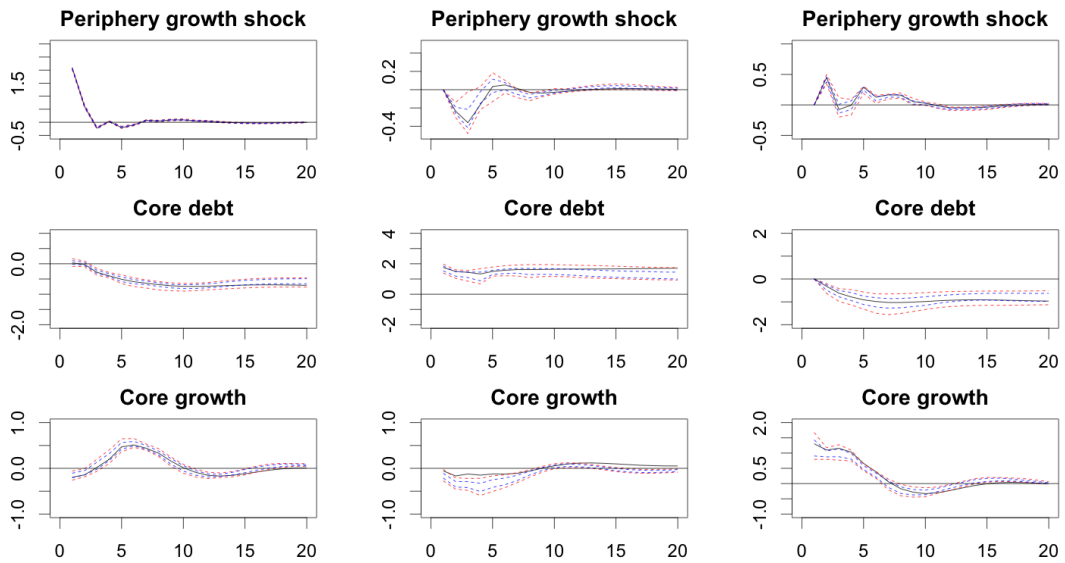 Periphery growth shock Periphery growth shock Periphery growth shock
-0.5 1.5 -0.4 0.2 -0.5 0.5
0 5 10 15 20 0 5 10 15 20 0 5 10 15 20
Core debt Core debt Core debt
-2.0 0.0 -2 0 2 4 -2 0 2
0 5 10 15 20 0 5 10 15 20 0 5 10 15 20
Core growth Core growth Core growth
-1.0 0.0 1.0 -1.0 0.0 1.0 -1.0 0.5 2.0
0 5 10 15 20 0 5 10 15 20 0 5 10 15 20